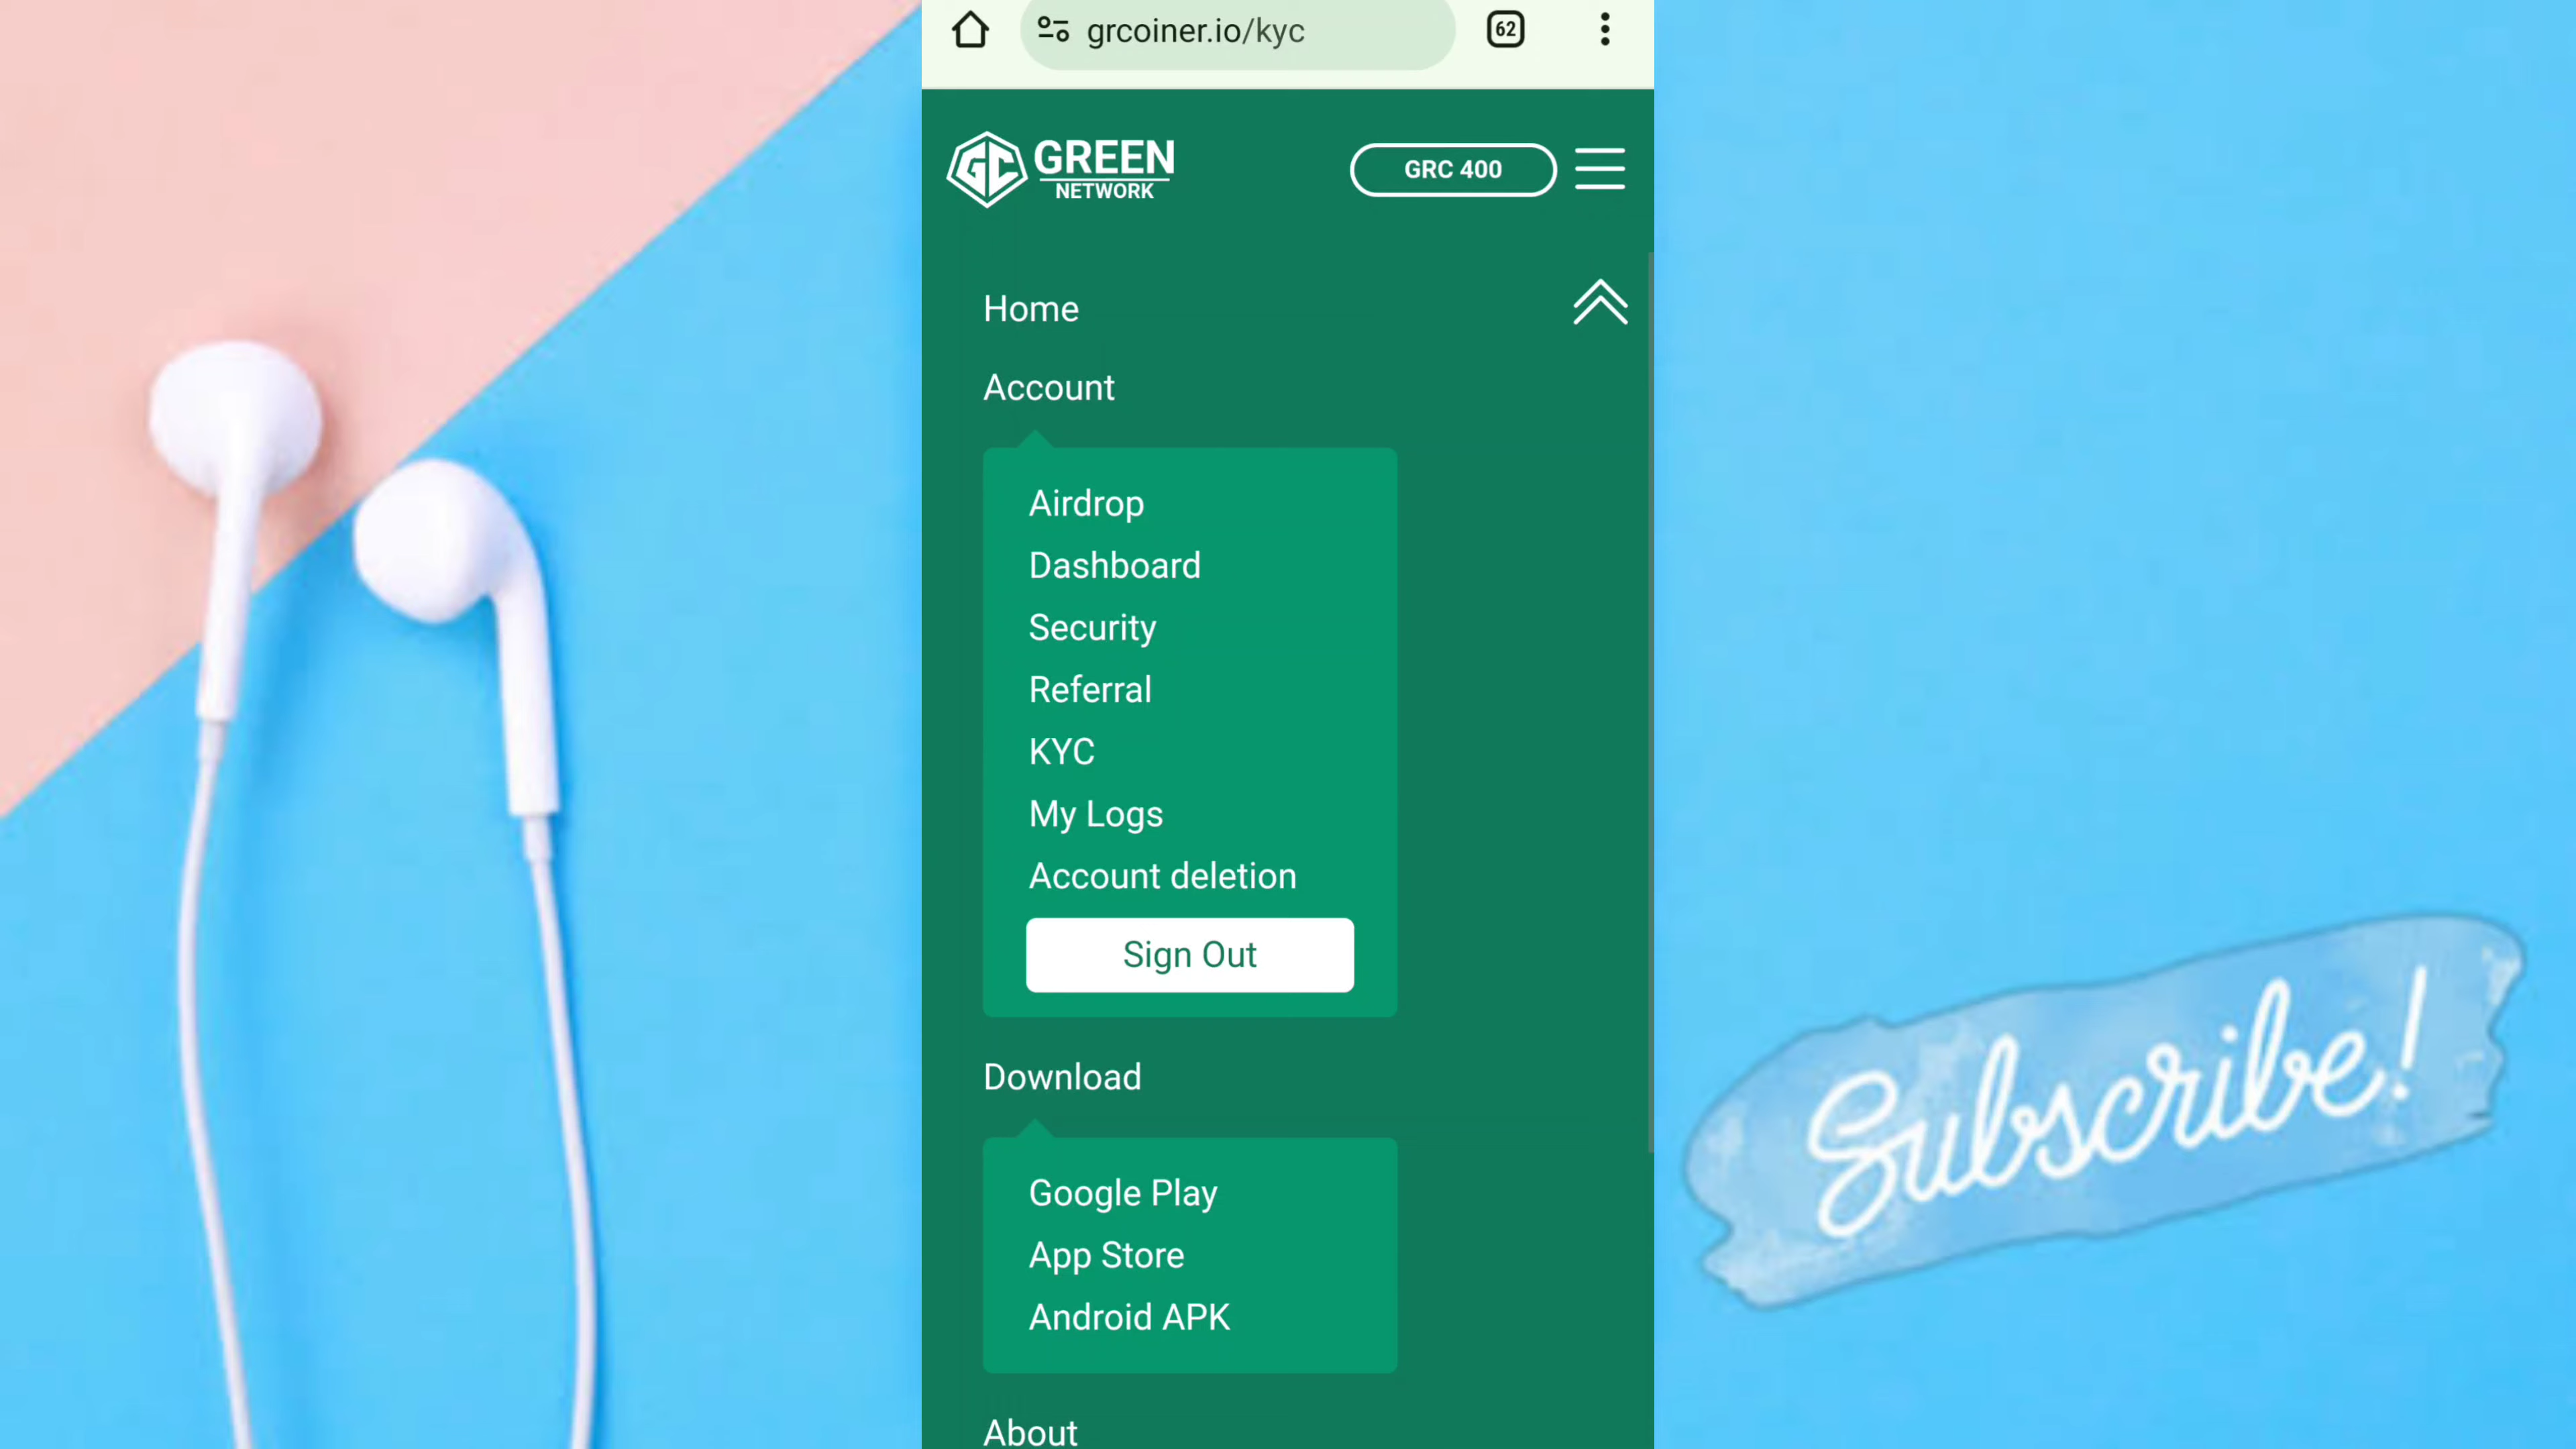 grcoiner.io/kyc
62
GC
GREEN
NETWORK
GRC 400
Home
Account
Airdrop
Dashboard
Security
Referral
KYC
My Logs
Account deletion
Sign Out
Download
Google Play
App Store
Android APK
About
Subscribe!